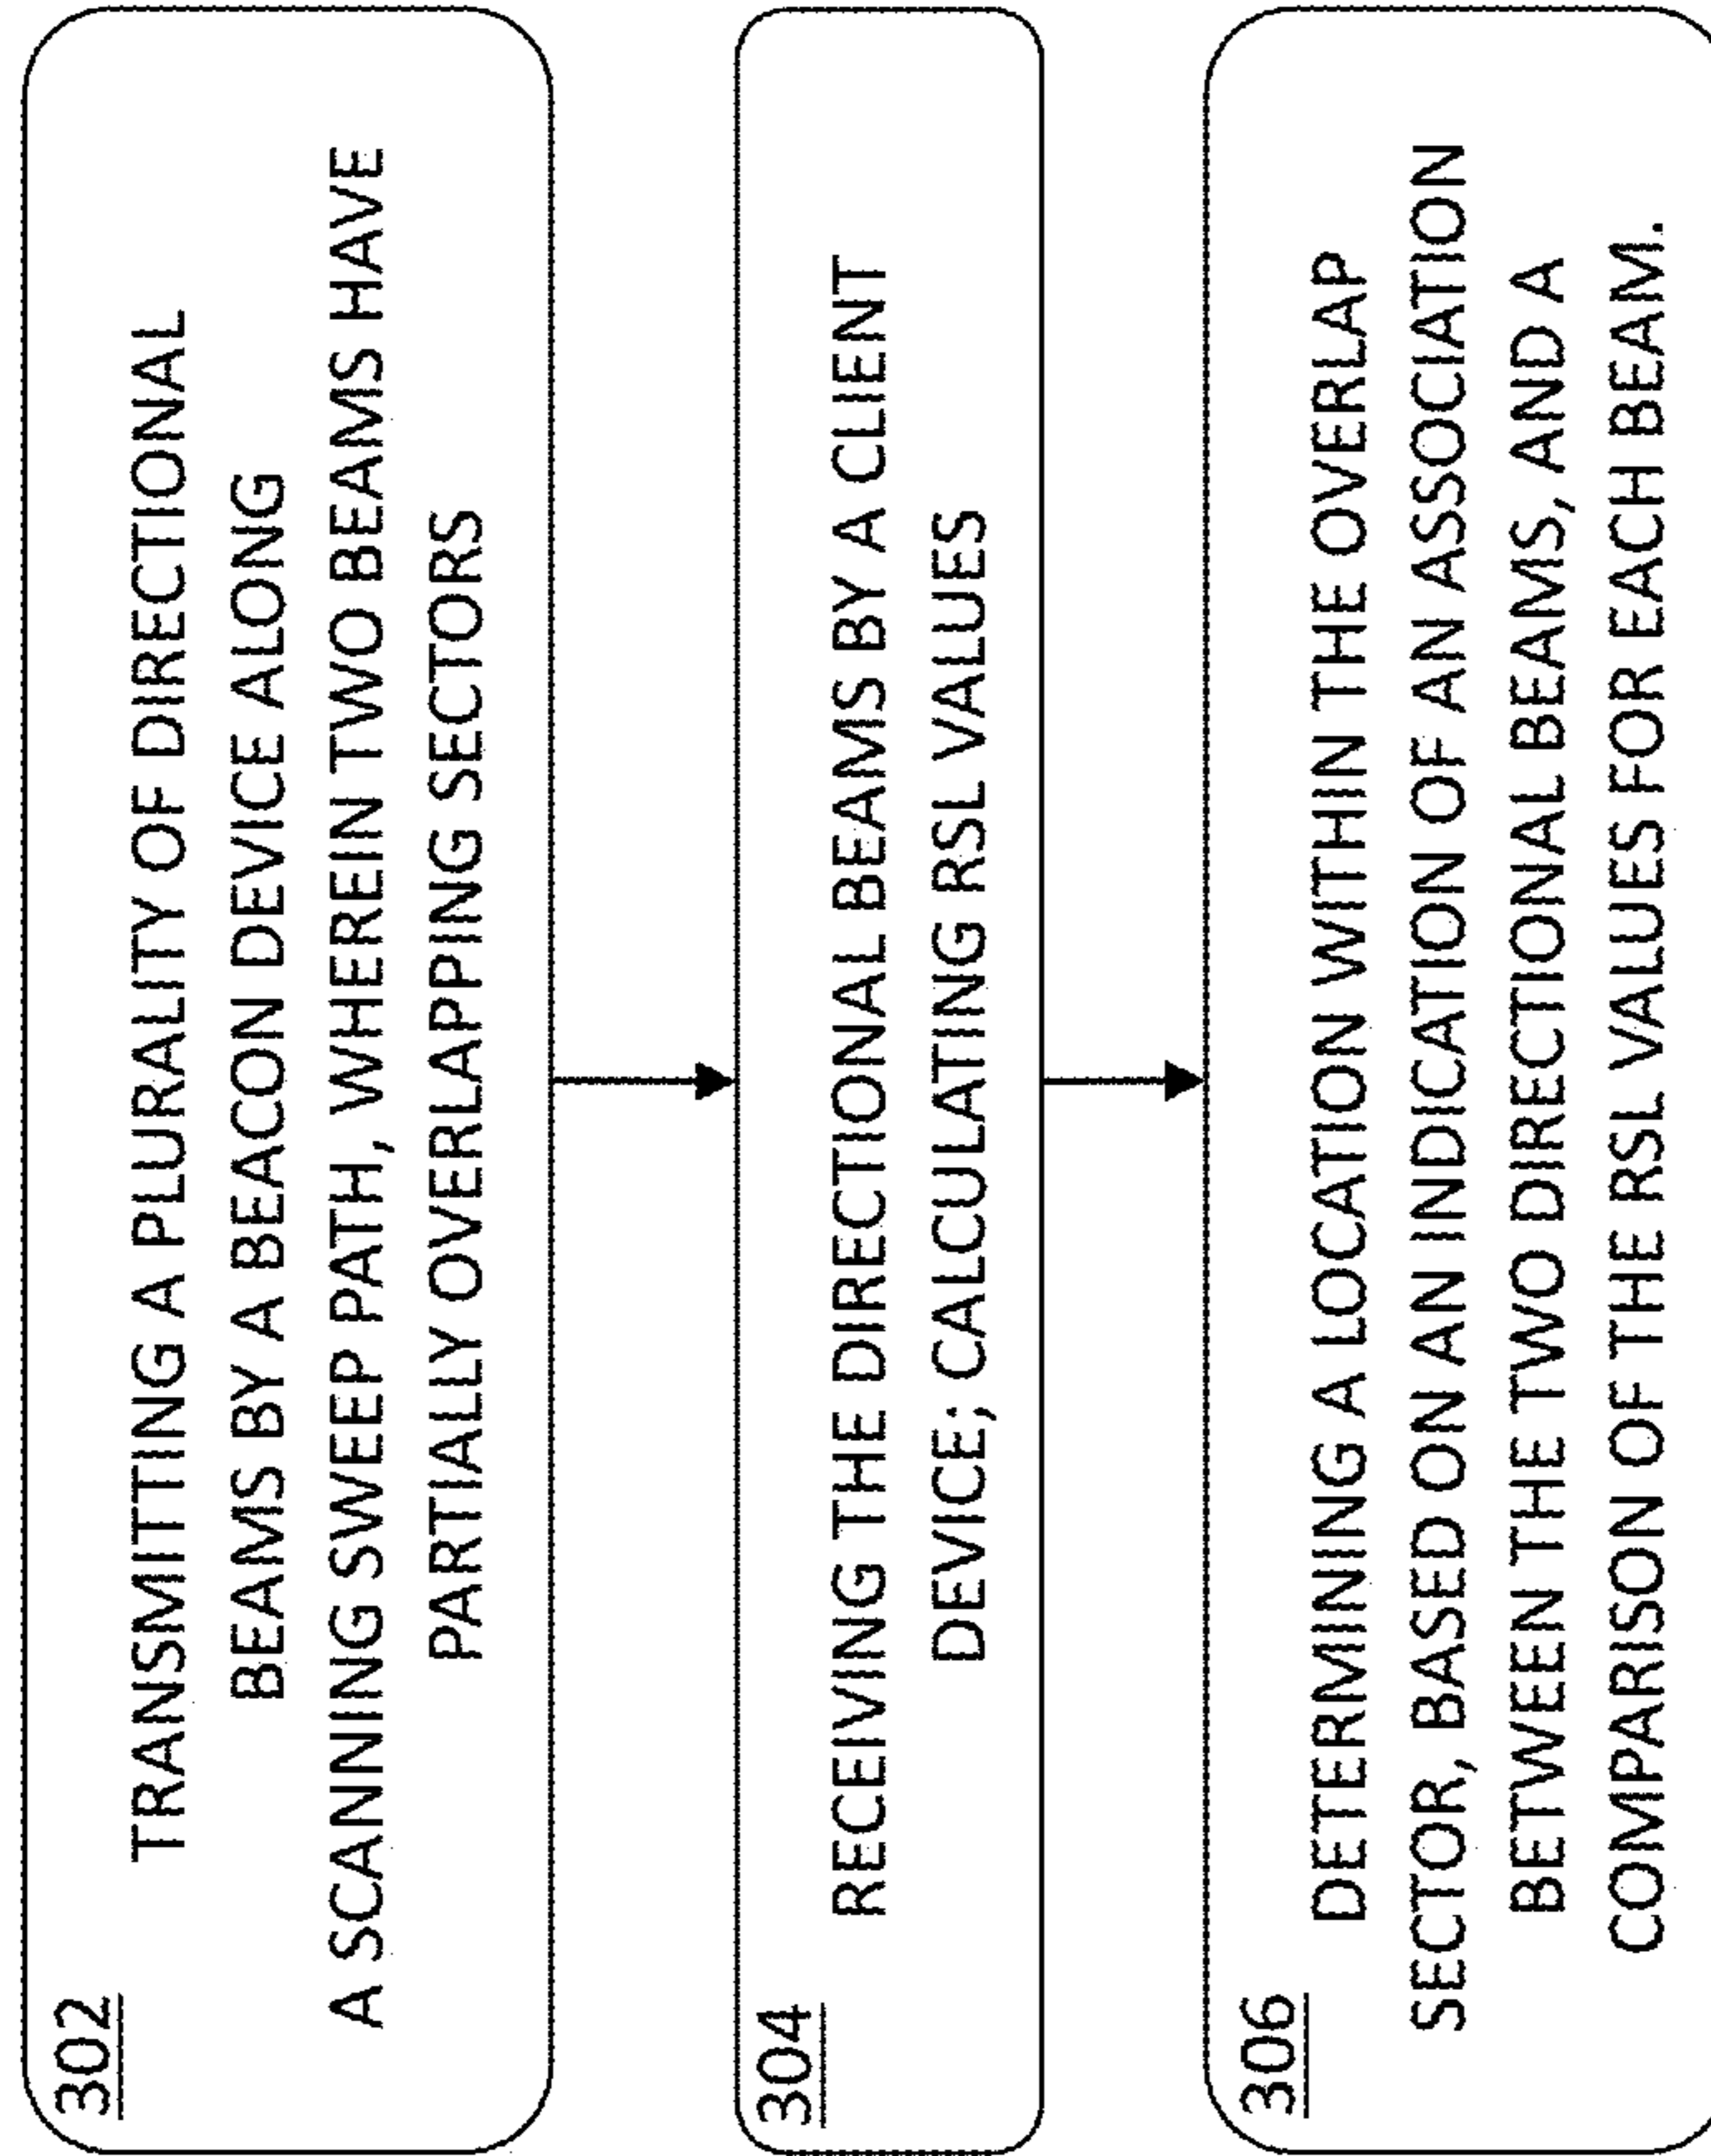 302
TRANSMITTING A PLURALITY OF DIRECTIONAL
BEAMS BY A BEACON DEVICE ALONG
A SCANNING SWEEP PATH, WHEREIN TWO BEAMS HAVE
PARTIALLY OVERLAPPING SECTORS
304
RECEIVING THE DIRECTIONAL BEAMS BY A CLIENT
DEVICE; CALCULATING RSL VALUES
306
DETERMINING A LOCATION WITHIN THE OVERLAP
SECTOR, BASED ON AN INDICATION OF AN ASSOCIATION
BETWEEN THE TWO DIRECTIONAL BEAMS, AND A
COMPARISON OF THE RSL VALUES FOR EACH BEAM.